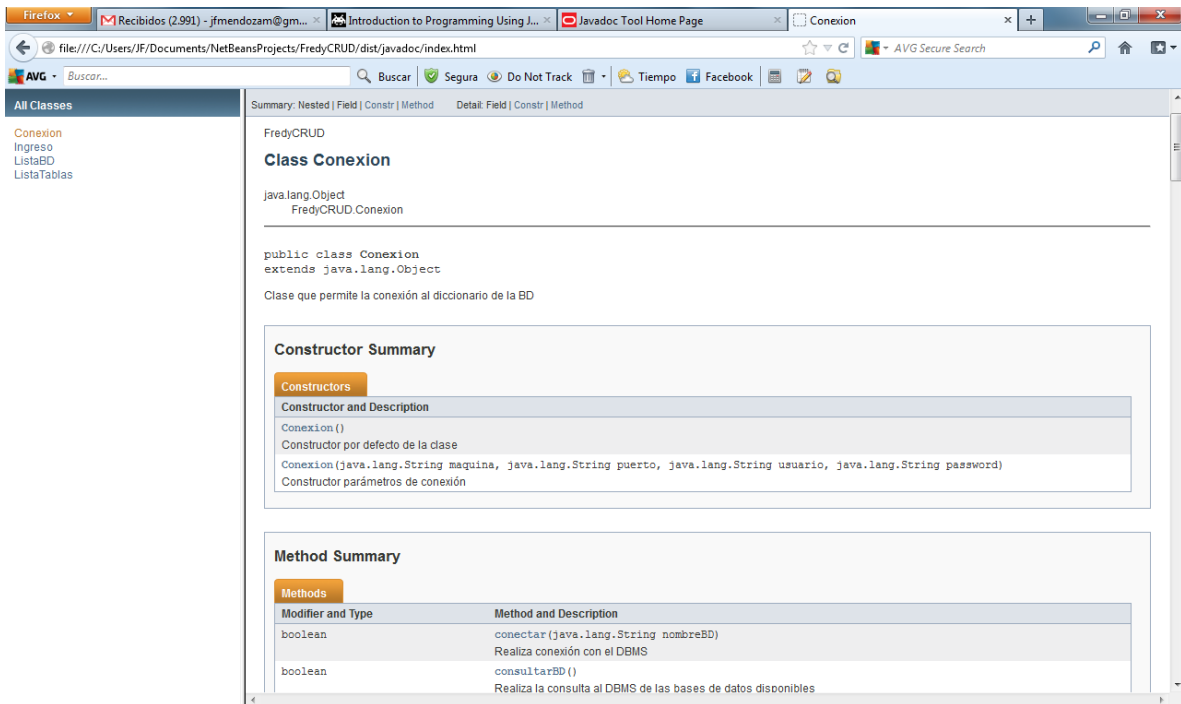 Firefox
Recibidos (2.991) - jfmendozam@gm...
Introduction to Programming Using J...
Javadoc Tool Home Page
Conexion
file:///C:/Users/JF/Documents/NetBeansProjects/FredyCRUD/dist/javadoc/index.html
AVG Secure Search
AVG
Buscar...
Buscar
Segura
Do Not Track
Tiempo
Facebook
All Classes
Conexion
Ingreso
ListaBD
ListaTablas
Summary: Nested | Field | Constr | Method Detail: Field | Constr | Method
FredyCRUD
Class Conexion
java.lang.Object
FredyCRUD.Conexion
public class Conexion
extends java.lang.Object
Clase que permite la conexión al diccionario de la BD
Constructor Summary
Constructors
Constructor and Description
Conexion()
Constructor por defecto de la clase
Conexion(java.lang.String maquina, java.lang.String puerto, java.lang.String usuario, java.lang.String password)
Constructor parámetros de conexión
Method Summary
Methods
Modifier and Type Method and Description
boolean conectar(java.lang.String nombreBD)
Realiza conexión con el DBMS
boolean consultarBD()
Realiza la consulta al DBMS de las bases de datos disponibles